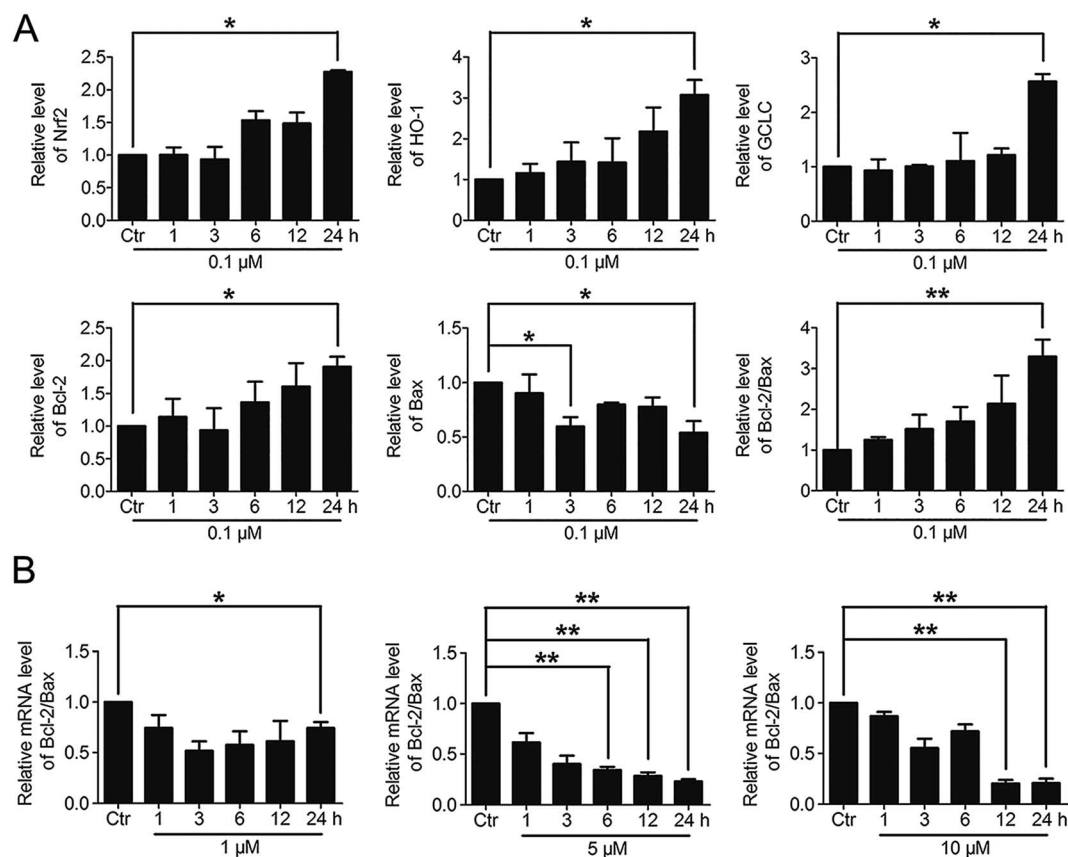 A
*
Relative level
of Nrf2
2.5
2.0
1.5
1.0
0.5
0.0
Ctr 1 3 6 12 24 h
0.1 μM
*
Relative level
of HO-1
4
3
2
1
0
Ctr 1 3 6 12 24 h
0.1 μM
*
Relative level
of GCLC
3
2
1
0
Ctr 1 3 6 12 24 h
0.1 μM
*
Relative level
of Bcl-2
2.5
2.0
1.5
1.0
0.5
0.0
Ctr 1 3 6 12 24 h
0.1 μM
*
*
Relative level
of Bax
1.5
1.0
0.5
0.0
Ctr 1 3 6 12 24 h
0.1 μM
**
Relative level
of Bcl-2/Bax
4
3
2
1
0
Ctr 1 3 6 12 24 h
0.1 μM
B
*
Relative mRNA level
of Bcl-2/Bax
1.5
1.0
0.5
0.0
Ctr 1 3 6 12 24 h
1 μM
**
**
**
Relative mRNA level
of Bcl-2/Bax
1.5
1.0
0.5
0.0
Ctr 1 3 6 12 24 h
5 μM
**
**
Relative mRNA level
of Bcl-2/Bax
1.5
1.0
0.5
0.0
Ctr 1 3 6 12 24 h
10 μM